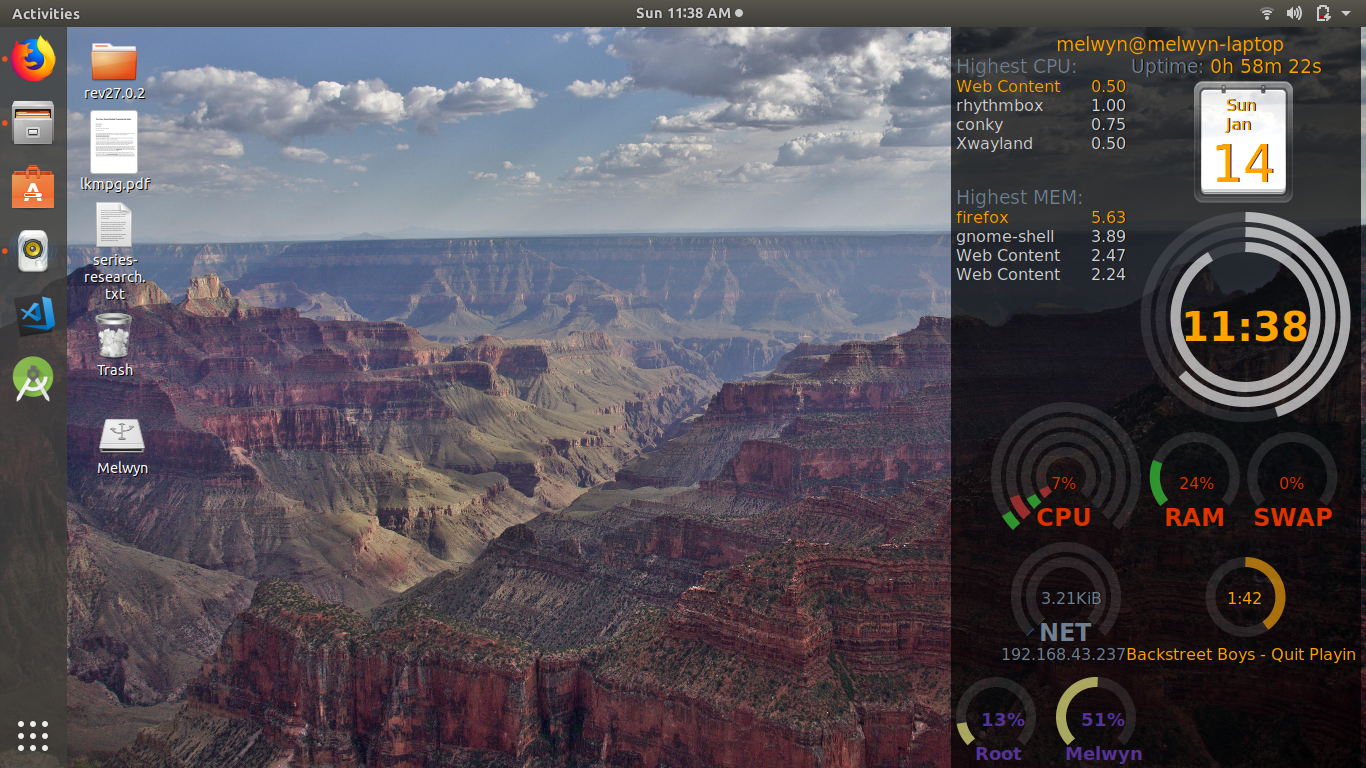 Activities
Sun 11:38 AM
rev27.0.2
lkmpg.pdf
series-
research.
txt
Trash
Melwyn
melwyn@melwyn-laptop
Highest CPU:
Uptime: 0h 58m 22s
Web Content 0.50
rhythmbox 1.00
conky 0.75
Xwayland 0.50
Highest MEM:
firefox 5.63
gnome-shell 3.89
Web Content 2.47
Web Content 2.24
Sun
Jan
14
11:38
7%
CPU
24%
RAM
0%
SWAP
3.21KiB
NET
192.168.43.237
1:42
Backstreet Boys - Quit Playin
13%
Root
51%
Melwyn